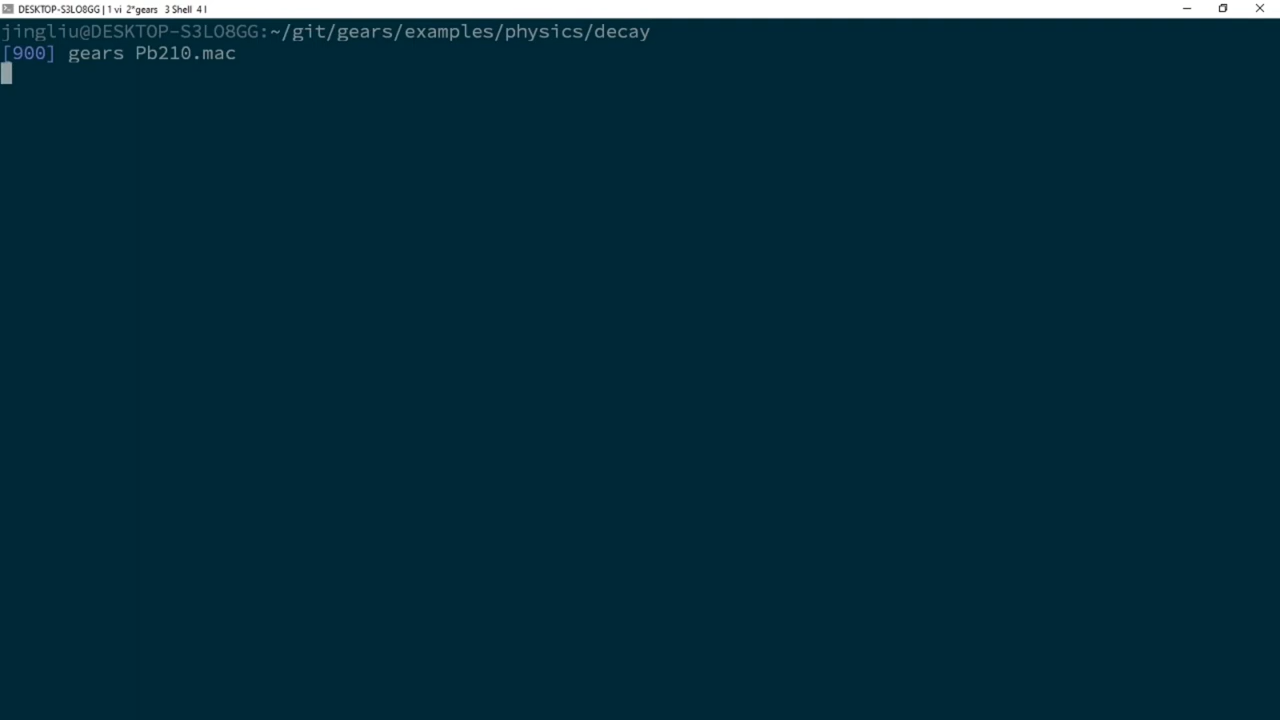 DESKTOP-S3LO8GG | 1 vi 2*gears 3 Shell 4 l
jingliu@DESKTOP-S3LO8GG:~/git/gears/examples/physics/decay
[900] gears Pb210.mac